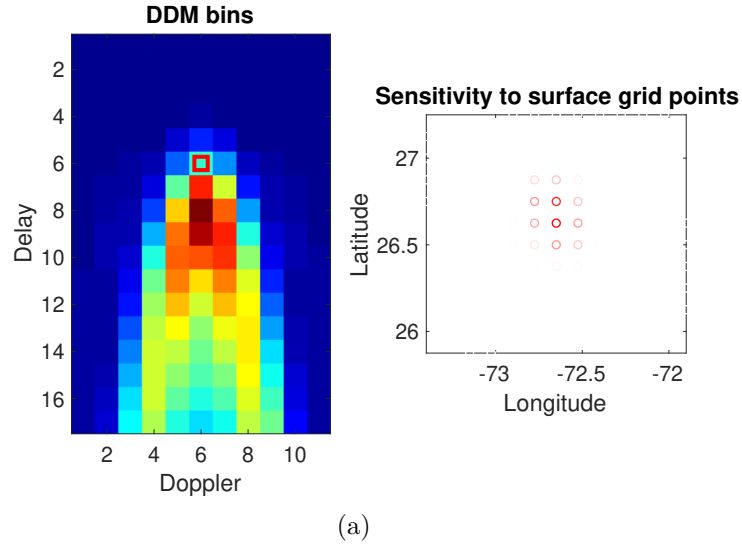 DDM bins
2
4
6
8
10
12
14
16
Delay
2 4 6 8 10
Doppler
Sensitivity to surface grid points
27
26.5
26
Latitude
-73 -72.5 -72
Longitude
(a)